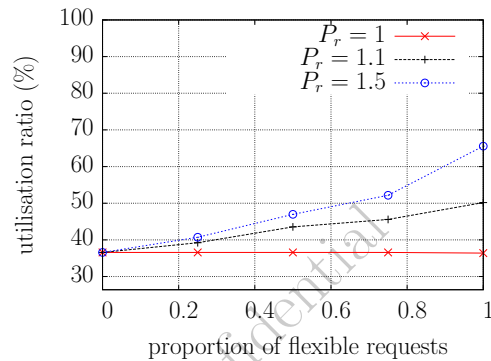 100
90
80
70
60
50
40
30
utilisation ratio (%)
P_r = 1
P_r = 1.1
P_r = 1.5
0 0.2 0.4 0.6 0.8 1
proportion of flexible requests